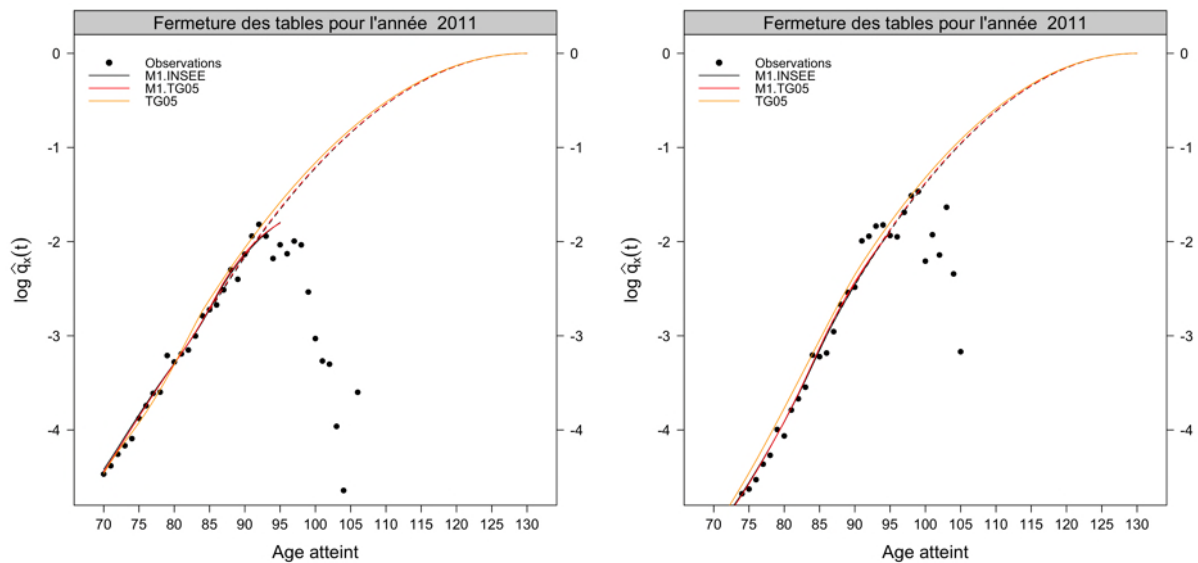 Fermeture des tables pour l'année 2011
0
-1
-2
-3
-4
0
-1
-2
-3
-4
Observations
M1.INSEE
M1.TG05
TG05
log q̂x(t)
70 75 80 85 90 95 100 105 110 115 120 125 130
Age atteint
Fermeture des tables pour l'année 2011
0
-1
-2
-3
-4
0
-1
-2
-3
-4
Observations
M1.INSEE
M1.TG05
TG05
log q̂x(t)
70 75 80 85 90 95 100 105 110 115 120 125 130
Age atteint